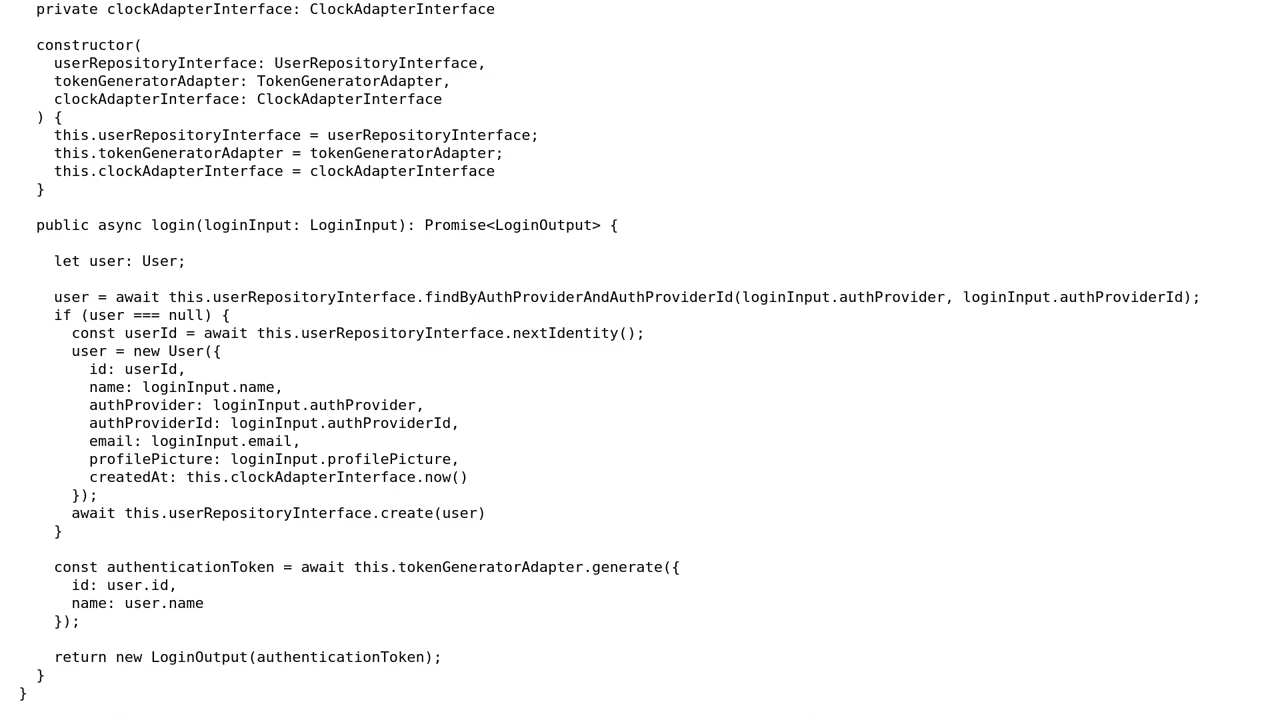 private clockAdapterInterface: ClockAdapterInterface
constructor(
userRepositoryInterface: UserRepositoryInterface,
tokenGeneratorAdapter: TokenGeneratorAdapter,
clockAdapterInterface: ClockAdapterInterface
) {
this.userRepositoryInterface = userRepositoryInterface;
this.tokenGeneratorAdapter = tokenGeneratorAdapter;
this.clockAdapterInterface = clockAdapterInterface
}
public async login(loginInput: LoginInput): Promise<LoginOutput> {
let user: User;
user = await this.userRepositoryInterface.findByAuthProviderAndAuthProviderId(loginInput.authProvider, loginInput.authProviderId);
if (user === null) {
const userId = await this.userRepositoryInterface.nextIdentity();
user = new User({
id: userId,
name: loginInput.name,
authProvider: loginInput.authProvider,
authProviderId: loginInput.authProviderId,
email: loginInput.email,
profilePicture: loginInput.profilePicture,
createdAt: this.clockAdapterInterface.now()
});
await this.userRepositoryInterface.create(user)
}
const authenticationToken = await this.tokenGeneratorAdapter.generate({
id: user.id,
name: user.name
});
return new LoginOutput(authenticationToken);
}
}